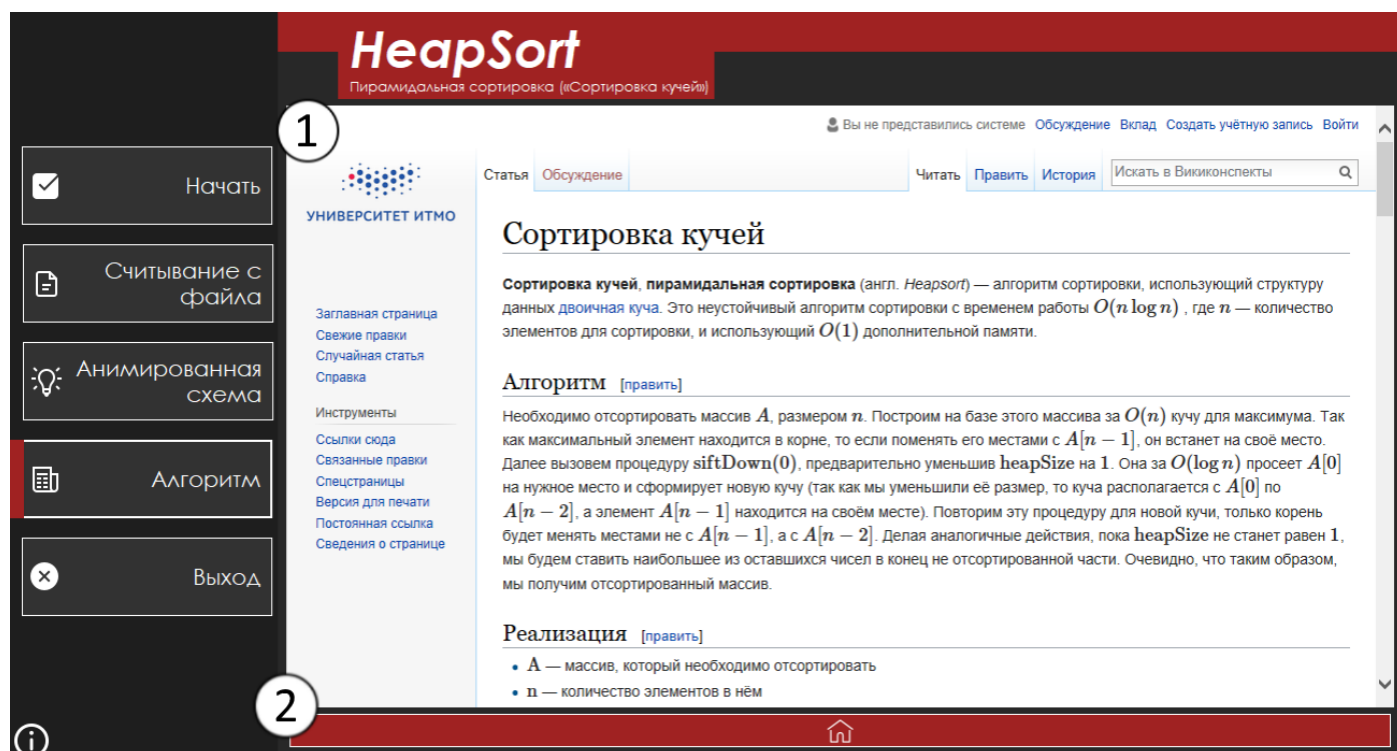 HeapSort
Пирамидальная сортировка («Сортировка кучей»)
1
Начать
Считывание с
файла
Анимированная
схема
Алгоритм
Выход
Вы не представились системе Обсуждение Вклад Создать учётную запись Войти
УНИВЕРСИТЕТ ИТМО
Статья Обсуждение Читать Править История Искать в Викиконспекты
Заглавная страница
Свежие правки
Случайная статья
Справка
Инструменты
Ссылки сюда
Связанные правки
Спецстраницы
Версия для печати
Постоянная ссылка
Сведения о странице
Сортировка кучей
Сортировка кучей, пирамидальная сортировка (англ. Heapsort) — алгоритм сортировки, использующий структуру
данных двоичная куча. Это неустойчивый алгоритм сортировки с временем работы O(n log n) , где n — количество
элементов для сортировки, и использующий O(1) дополнительной памяти.
Алгоритм [править]
Необходимо отсортировать массив A, размером n. Построим на базе этого массива за O(n) кучу для максимума. Так
как максимальный элемент находится в корне, то если поменять его местами с A[n − 1], он встанет на своё место.
Далее вызовем процедуру siftDown(0), предварительно уменьшив heapSize на 1. Она за O(log n) просеет A[0]
на нужное место и сформирует новую кучу (так как мы уменьшили её размер, то куча располагается с A[0] по
A[n − 2], а элемент A[n − 1] находится на своём месте). Повторим эту процедуру для новой кучи, только корень
будет менять местами не с A[n − 1], а с A[n − 2]. Делая аналогичные действия, пока heapSize не станет равен 1,
мы будем ставить наибольшее из оставшихся чисел в конец не отсортированной части. Очевидно, что таким образом,
мы получим отсортированный массив.
Реализация [править]
• A — массив, который необходимо отсортировать
• n — количество элементов в нём
2